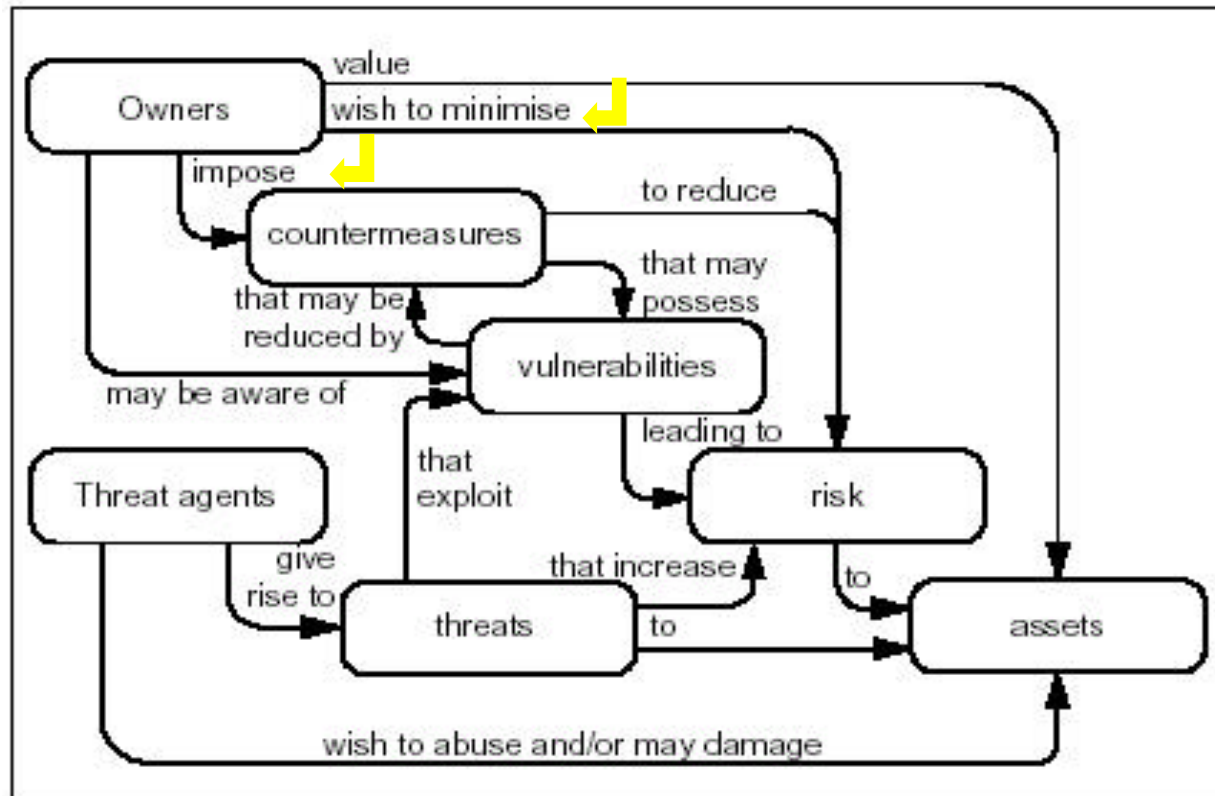 value
Owners
wish to minimise
impose
to reduce
countermeasures
that may
possess
that may be
reduced by
vulnerabilities
may be aware of
leading to
that
exploit
Threat agents
risk
give
rise to
that increase
to
threats
to
assets
wish to abuse and/or may damage